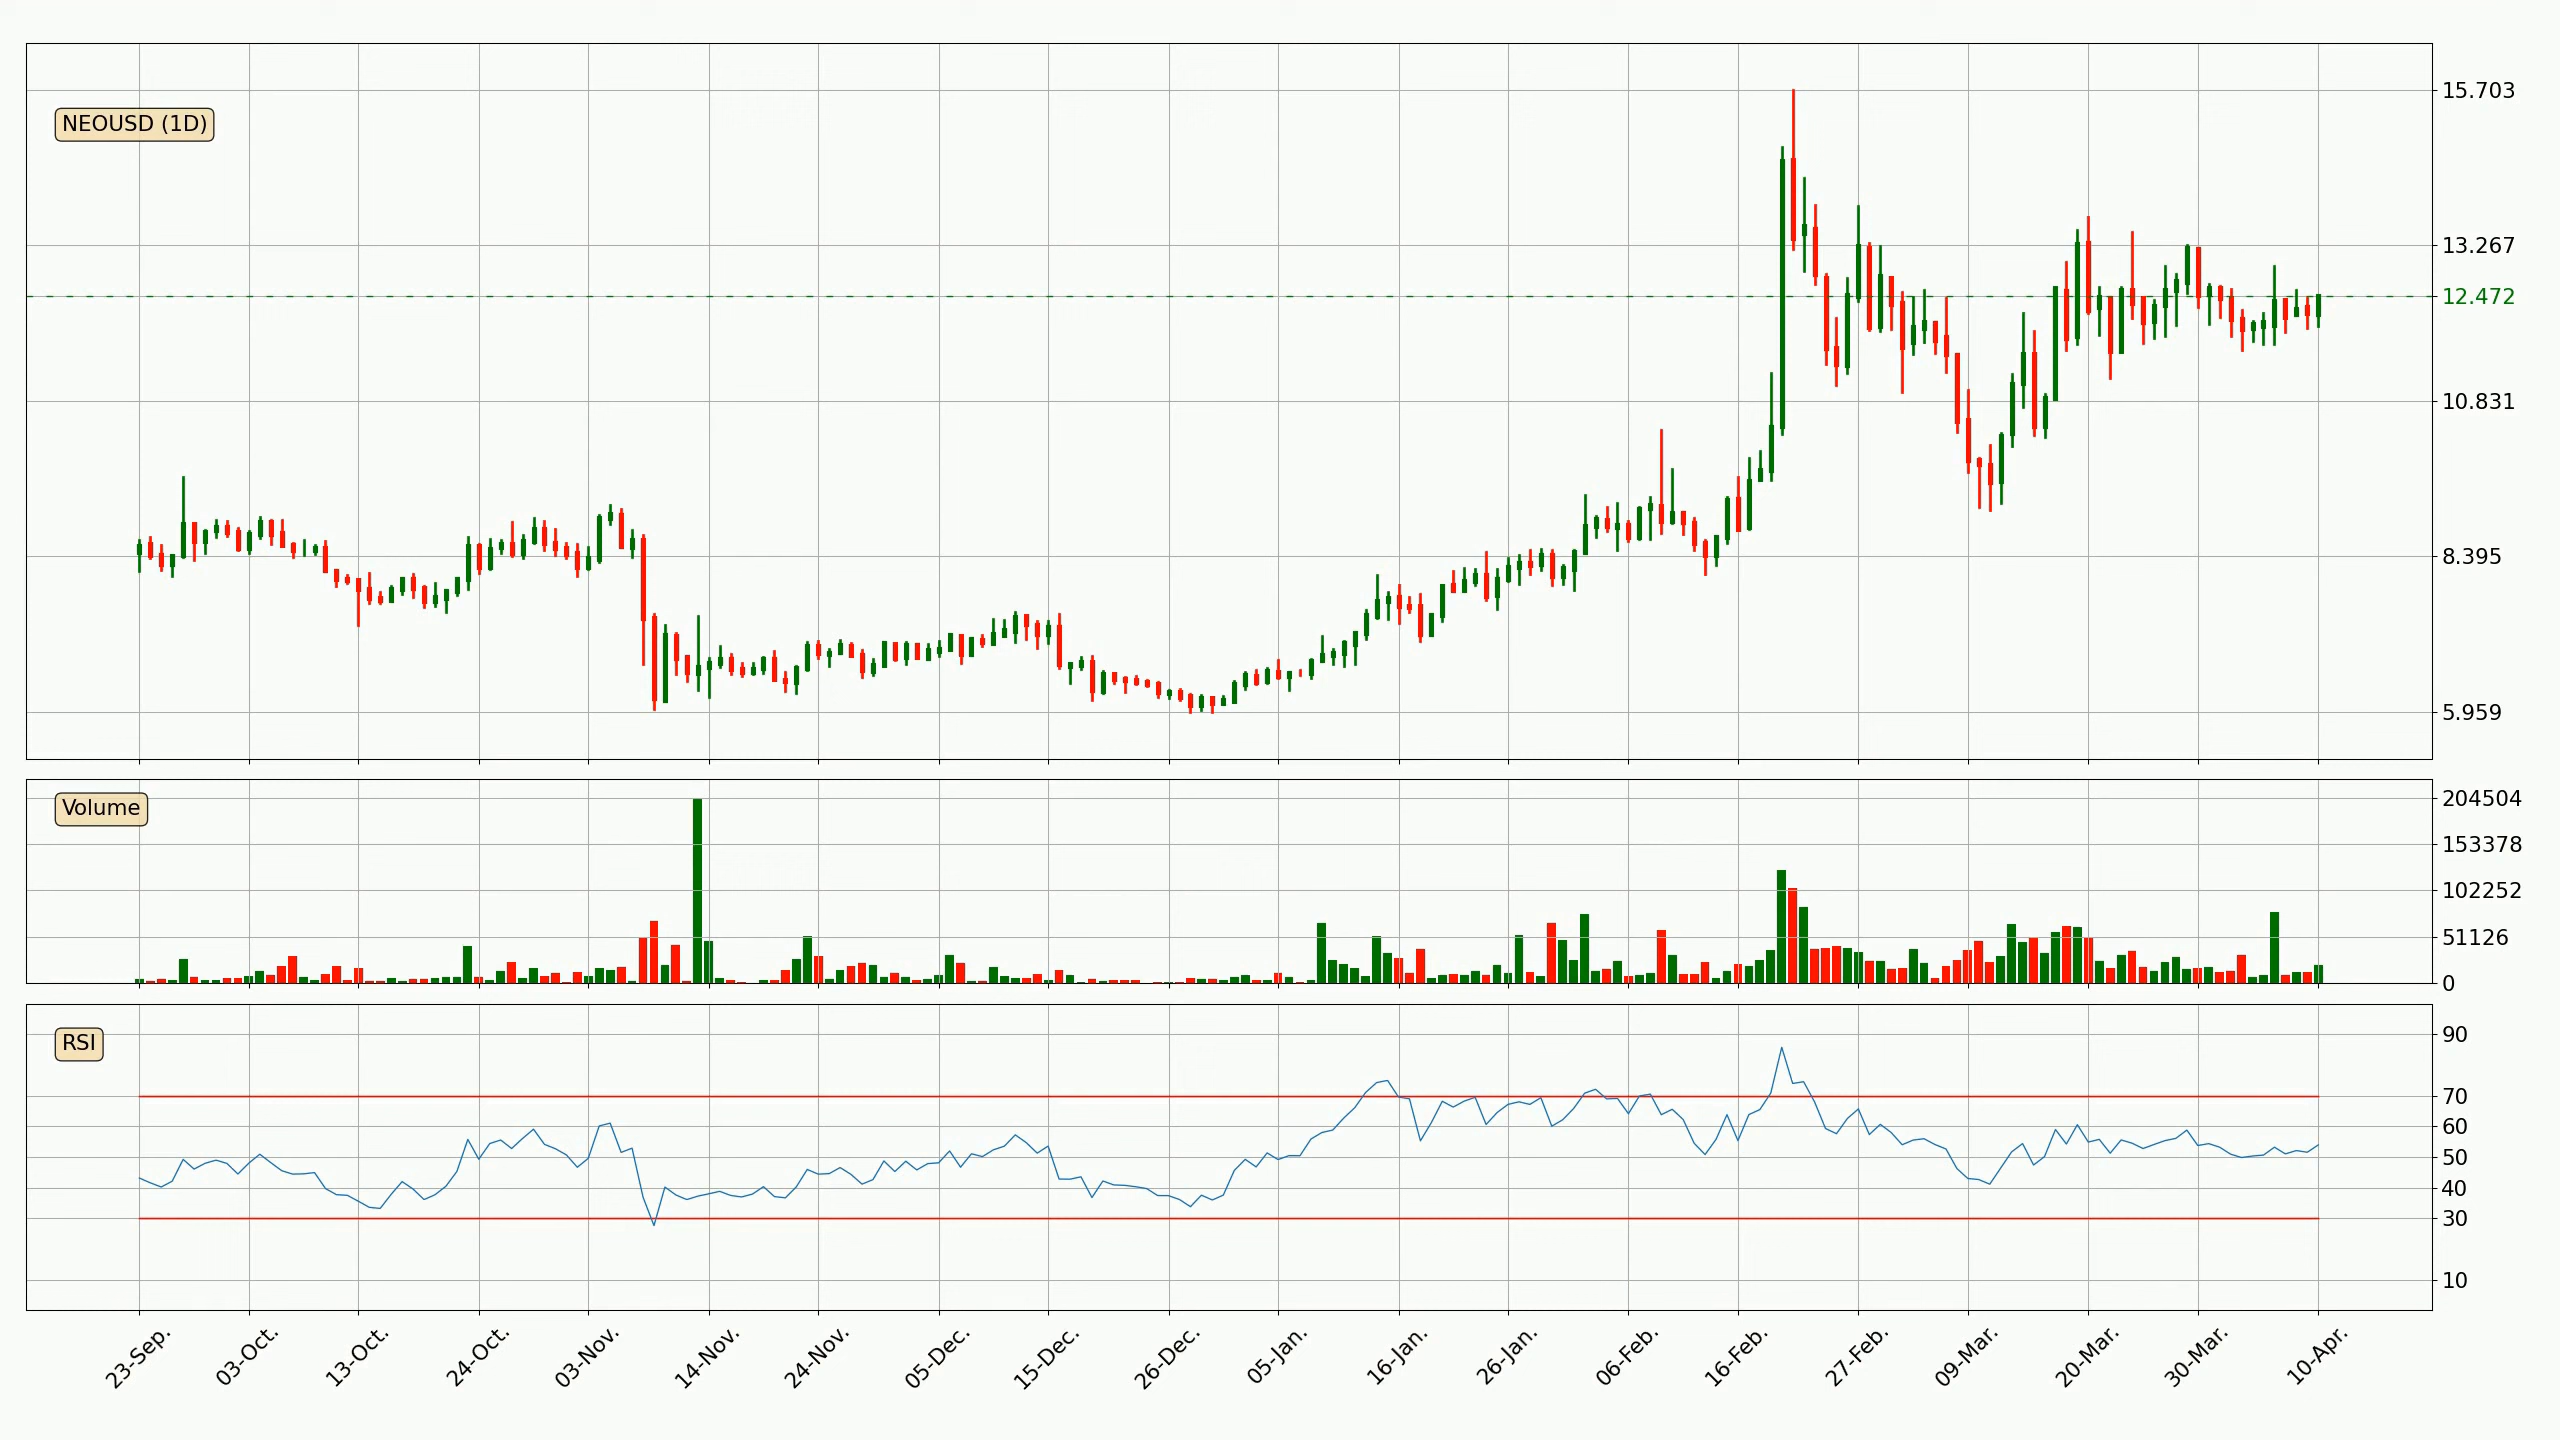 NEOUSD (1D)
15.703
13.267
12.472
10.831
8.395
5.959
Volume
204504
153378
102252
51126
0
RSI
90
70
60
50
40
30
10
23-Sep.
03-Oct.
13-Oct.
24-Oct.
03-Nov.
14-Nov.
24-Nov.
05-Dec.
15-Dec.
26-Dec.
05-Jan.
16-Jan.
26-Jan.
06-Feb.
16-Feb.
27-Feb.
09-Mar.
20-Mar.
30-Mar.
10-Apr.